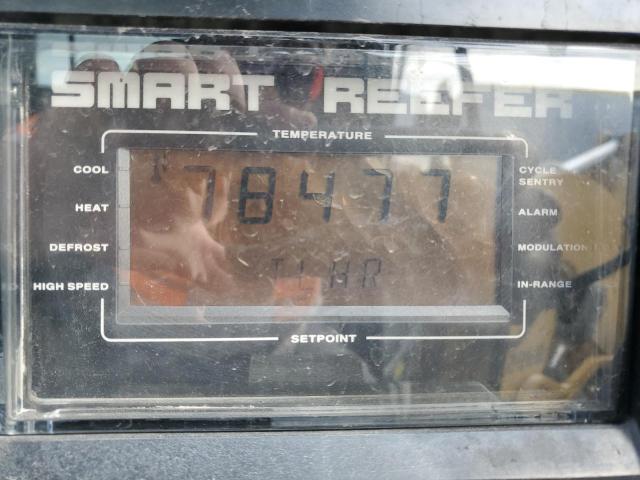 SMART REEFER
TEMPERATURE
COOL
HEAT
DEFROST
HIGH SPEED
78477
TLHR
CYCLE
SENTRY
ALARM
MODULATION
IN-RANGE
SETPOINT